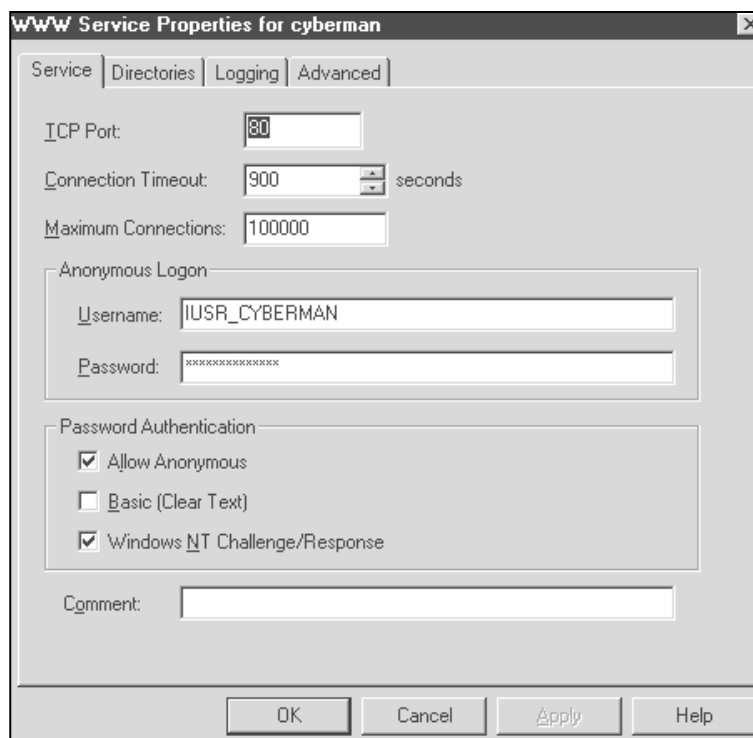 WWW Service Properties for cyberman
Service Directories Logging Advanced
TCP Port: 80
Connection Timeout: 900 seconds
Maximum Connections: 100000
Anonymous Logon
Username: IUSR_CYBERMAN
Password: **************
Password Authentication
Allow Anonymous
Basic (Clear Text)
Windows NT Challenge/Response
Comment:
OK Cancel Apply Help